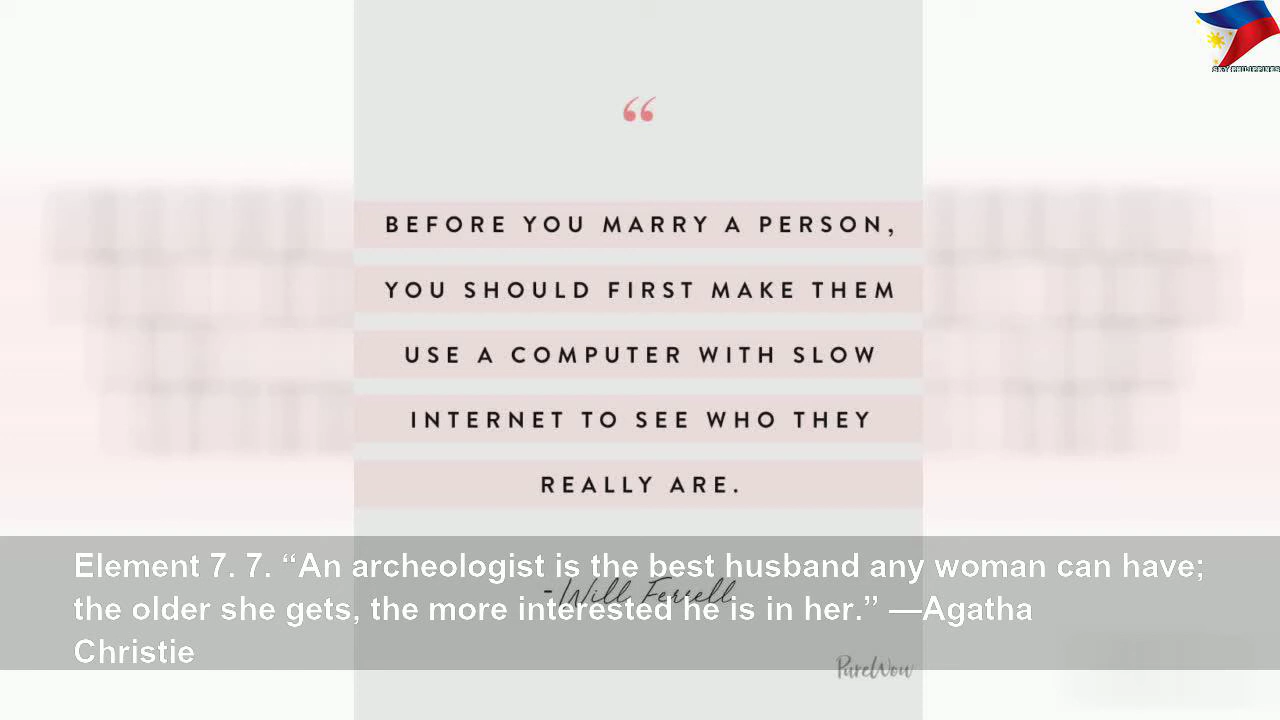 SKY PHILIPPINES
“
BEFORE YOU MARRY A PERSON,
YOU SHOULD FIRST MAKE THEM
USE A COMPUTER WITH SLOW
INTERNET TO SEE WHO THEY
REALLY ARE.
-Will Ferrell
Element 7. 7. “An archeologist is the best husband any woman can have;
the older she gets, the more interested he is in her.” —Agatha
Christie
PureWow